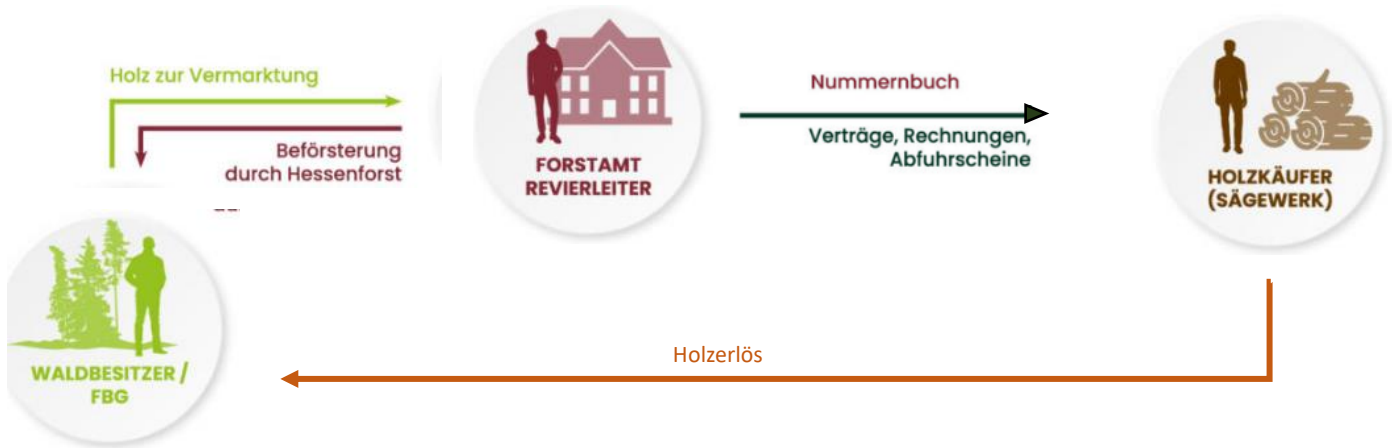 Holz zur Vermarktung
Beförsterung
durch Hessenforst
FORSTAMT
REVIERLEITER
Nummernbuch
Verträge, Rechnungen,
Abfuhrscheine
HOLZKÄUFER
(SÄGEWERK)
WALDBESITZER /
FBG
Holzerlös